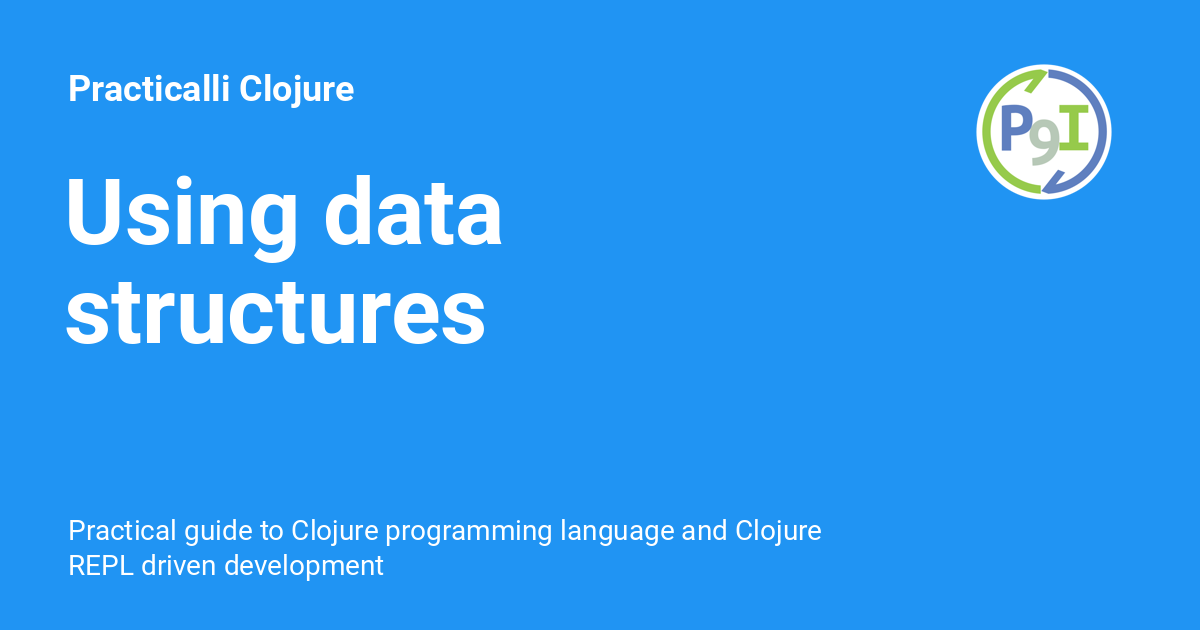 Practicalli Clojure
P9I
Using data
structures
Practical guide to Clojure programming language and Clojure
REPL driven development